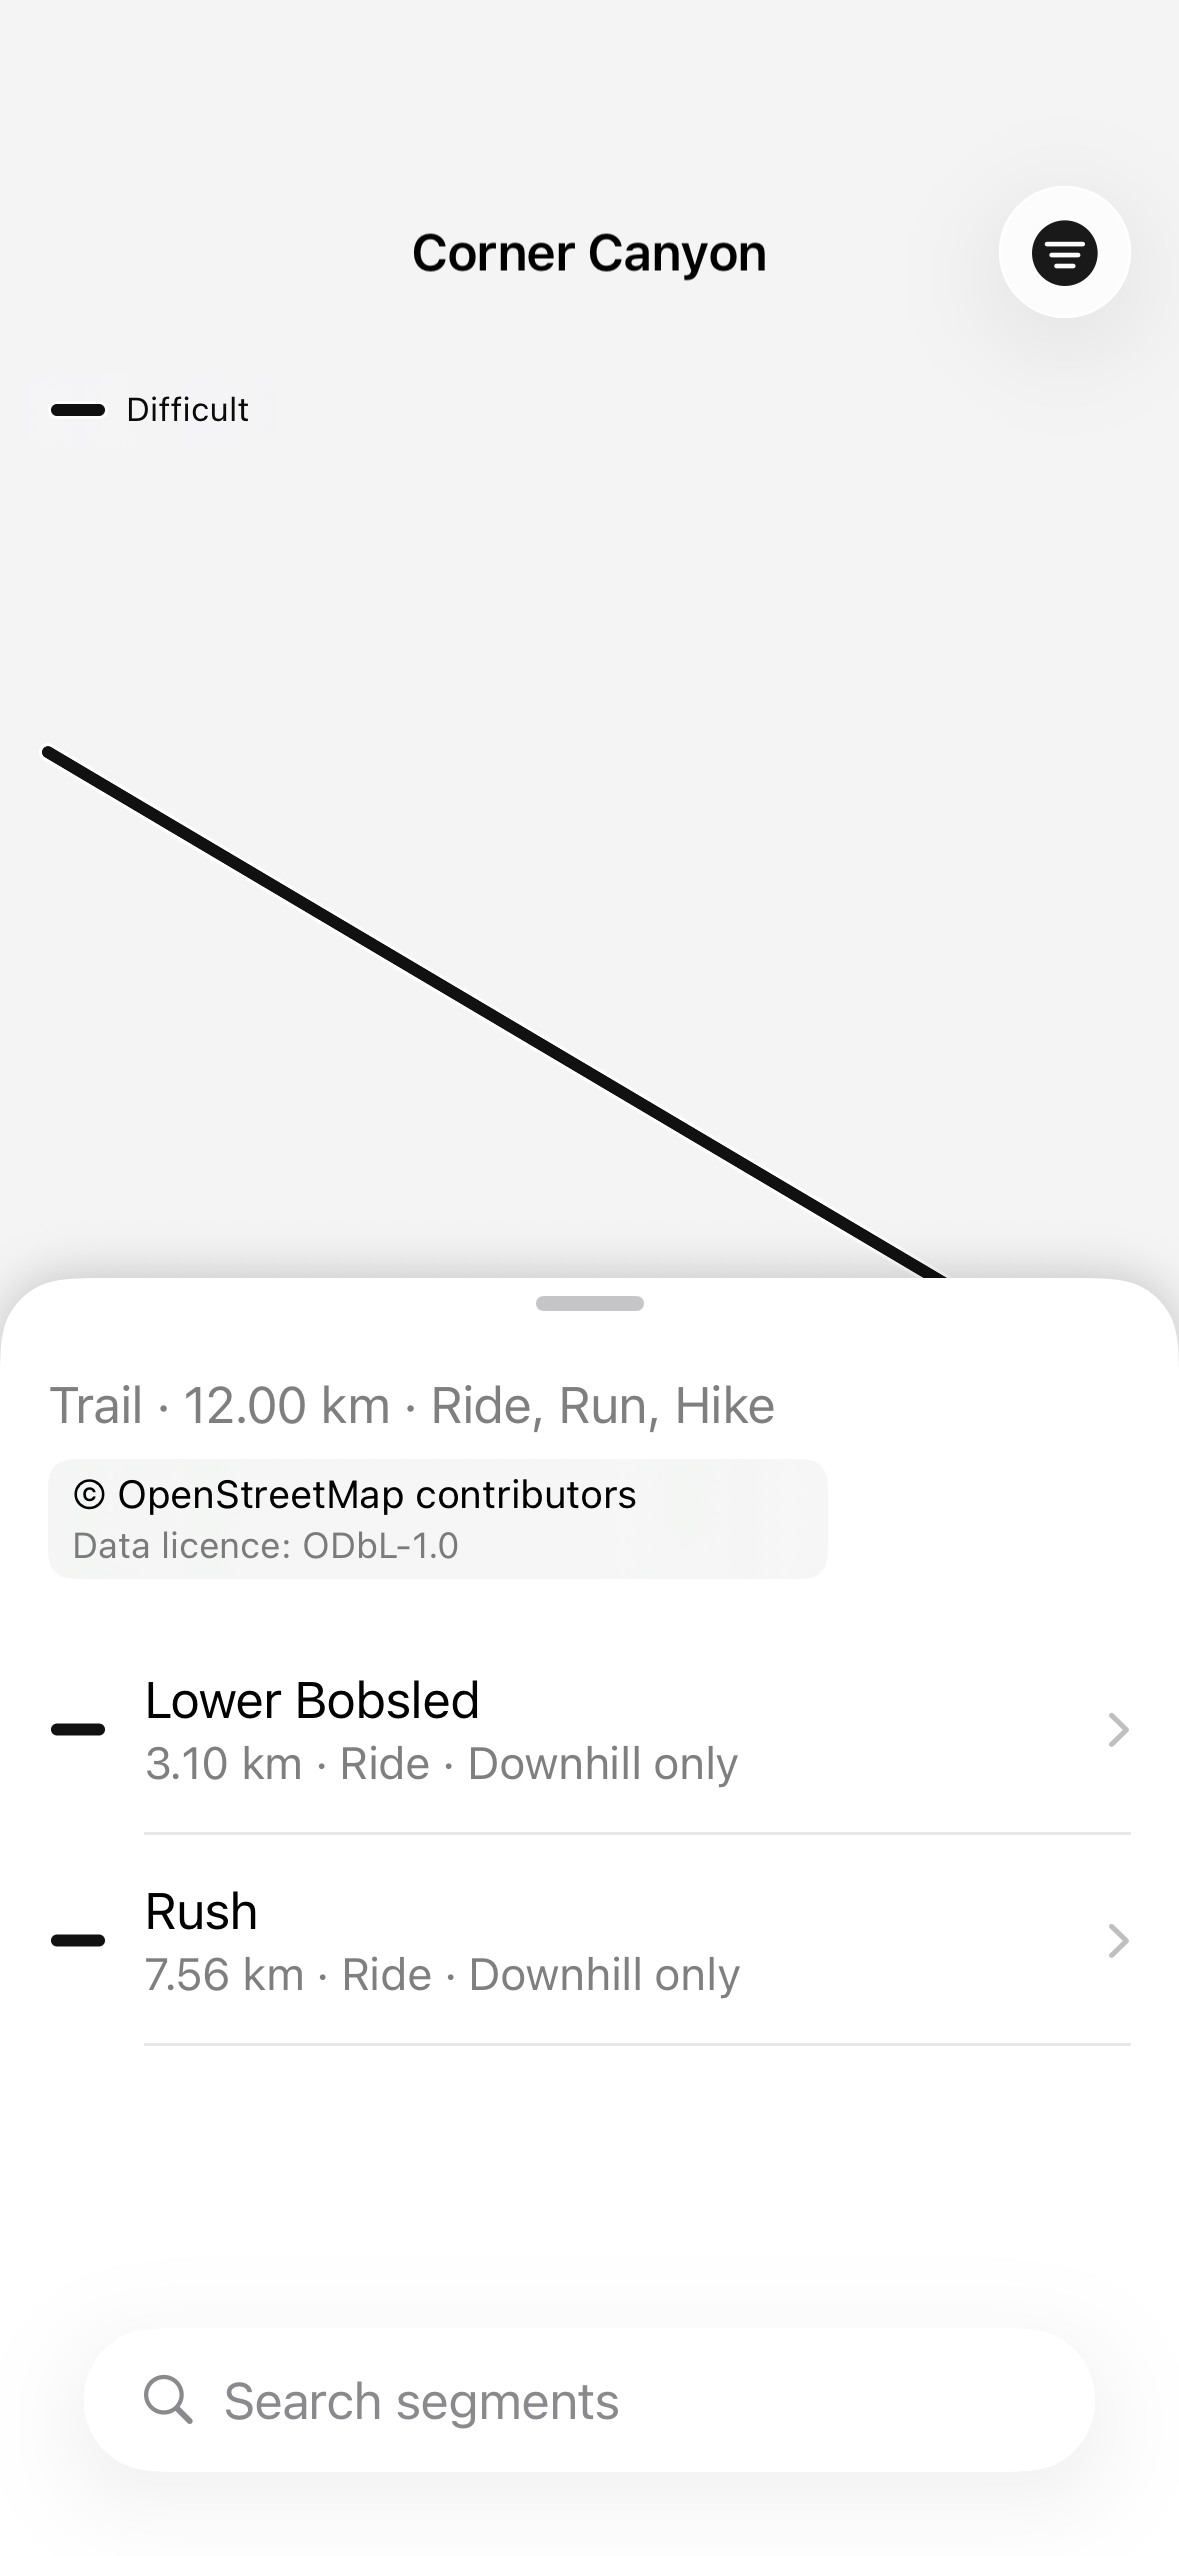 Corner Canyon
Difficult
Trail · 12.00 km · Ride, Run, Hike
© OpenStreetMap contributors
Data licence: ODbL-1.0
Lower Bobsled
3.10 km · Ride · Downhill only
Rush
7.56 km · Ride · Downhill only
Search segments